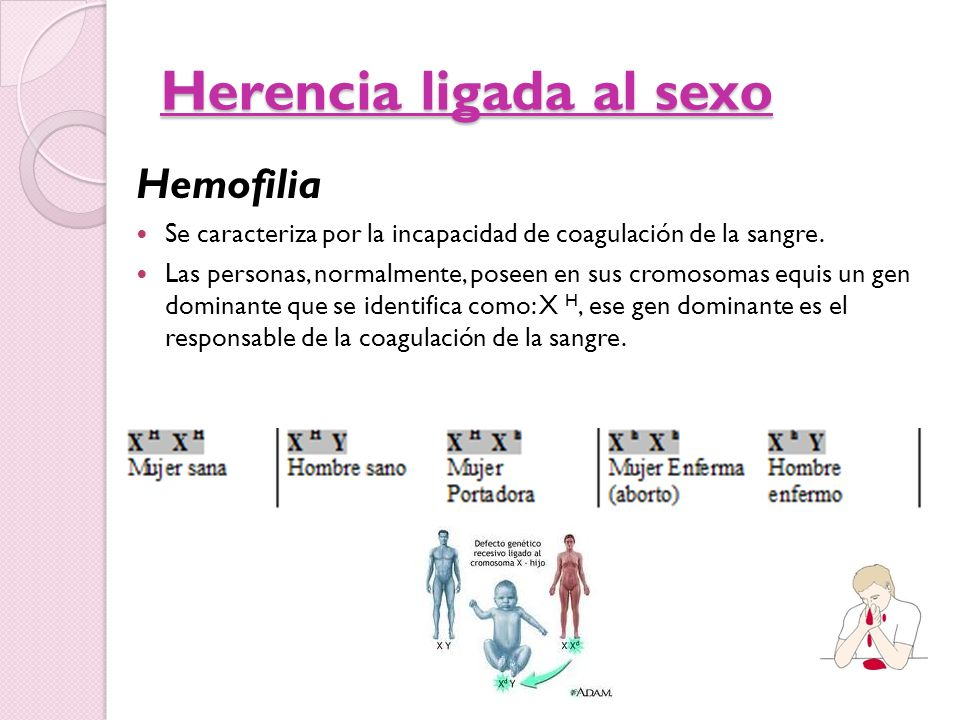 Herencia ligada al sexo
Hemofilia
Se caracteriza por la incapacidad de coagulación de la sangre.
Las personas, normalmente, poseen en sus cromosomas equis un gen
dominante que se identifica como: X H, ese gen dominante es el
responsable de la coagulación de la sangre.
X H X H
Mujer sana
X H Y
Hombre sano
X H X h
Mujer
Portadora
X h X h
Mujer Enferma
(aborto)
X h Y
Hombre
enfermo
Defecto genético
recesivo ligado al
cromosoma X - hijo
X Y
X Xd
Xd Y
ADAM.